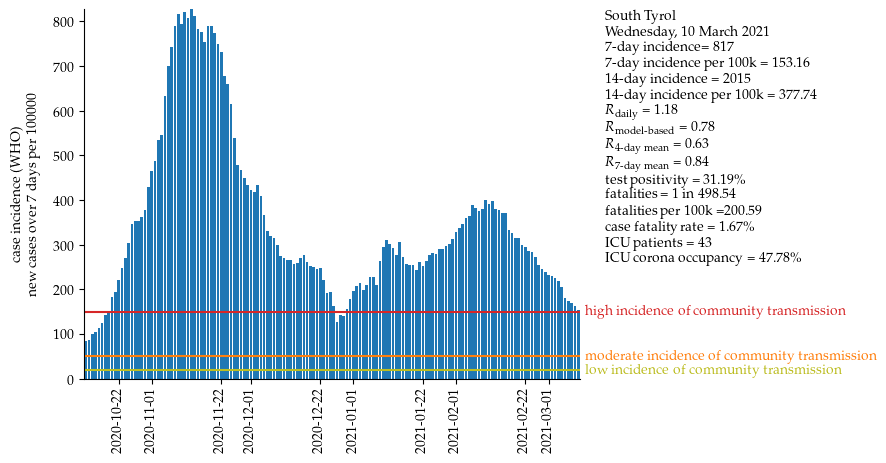 South Tyrol
Wednesday, 10 March 2021
7-day incidence= 817
7-day incidence per 100k = 153.16
14-day incidence = 2015
14-day incidence per 100k = 377.74
R_daily = 1.18
R_model-based = 0.78
R_4-day mean = 0.63
R_7-day mean = 0.84
test positivity = 31.19%
fatalities = 1 in 498.54
fatalities per 100k =200.59
case fatality rate = 1.67%
ICU patients = 43
ICU corona occupancy = 47.78%
case incidence (WHO)
new cases over 7 days per 100000
800
700
600
500
400
300
200
100
0
high incidence of community transmission
moderate incidence of community transmission
low incidence of community transmission
2020-10-22
2020-11-01
2020-11-22
2020-12-01
2020-12-22
2021-01-01
2021-01-22
2021-02-01
2021-02-22
2021-03-01